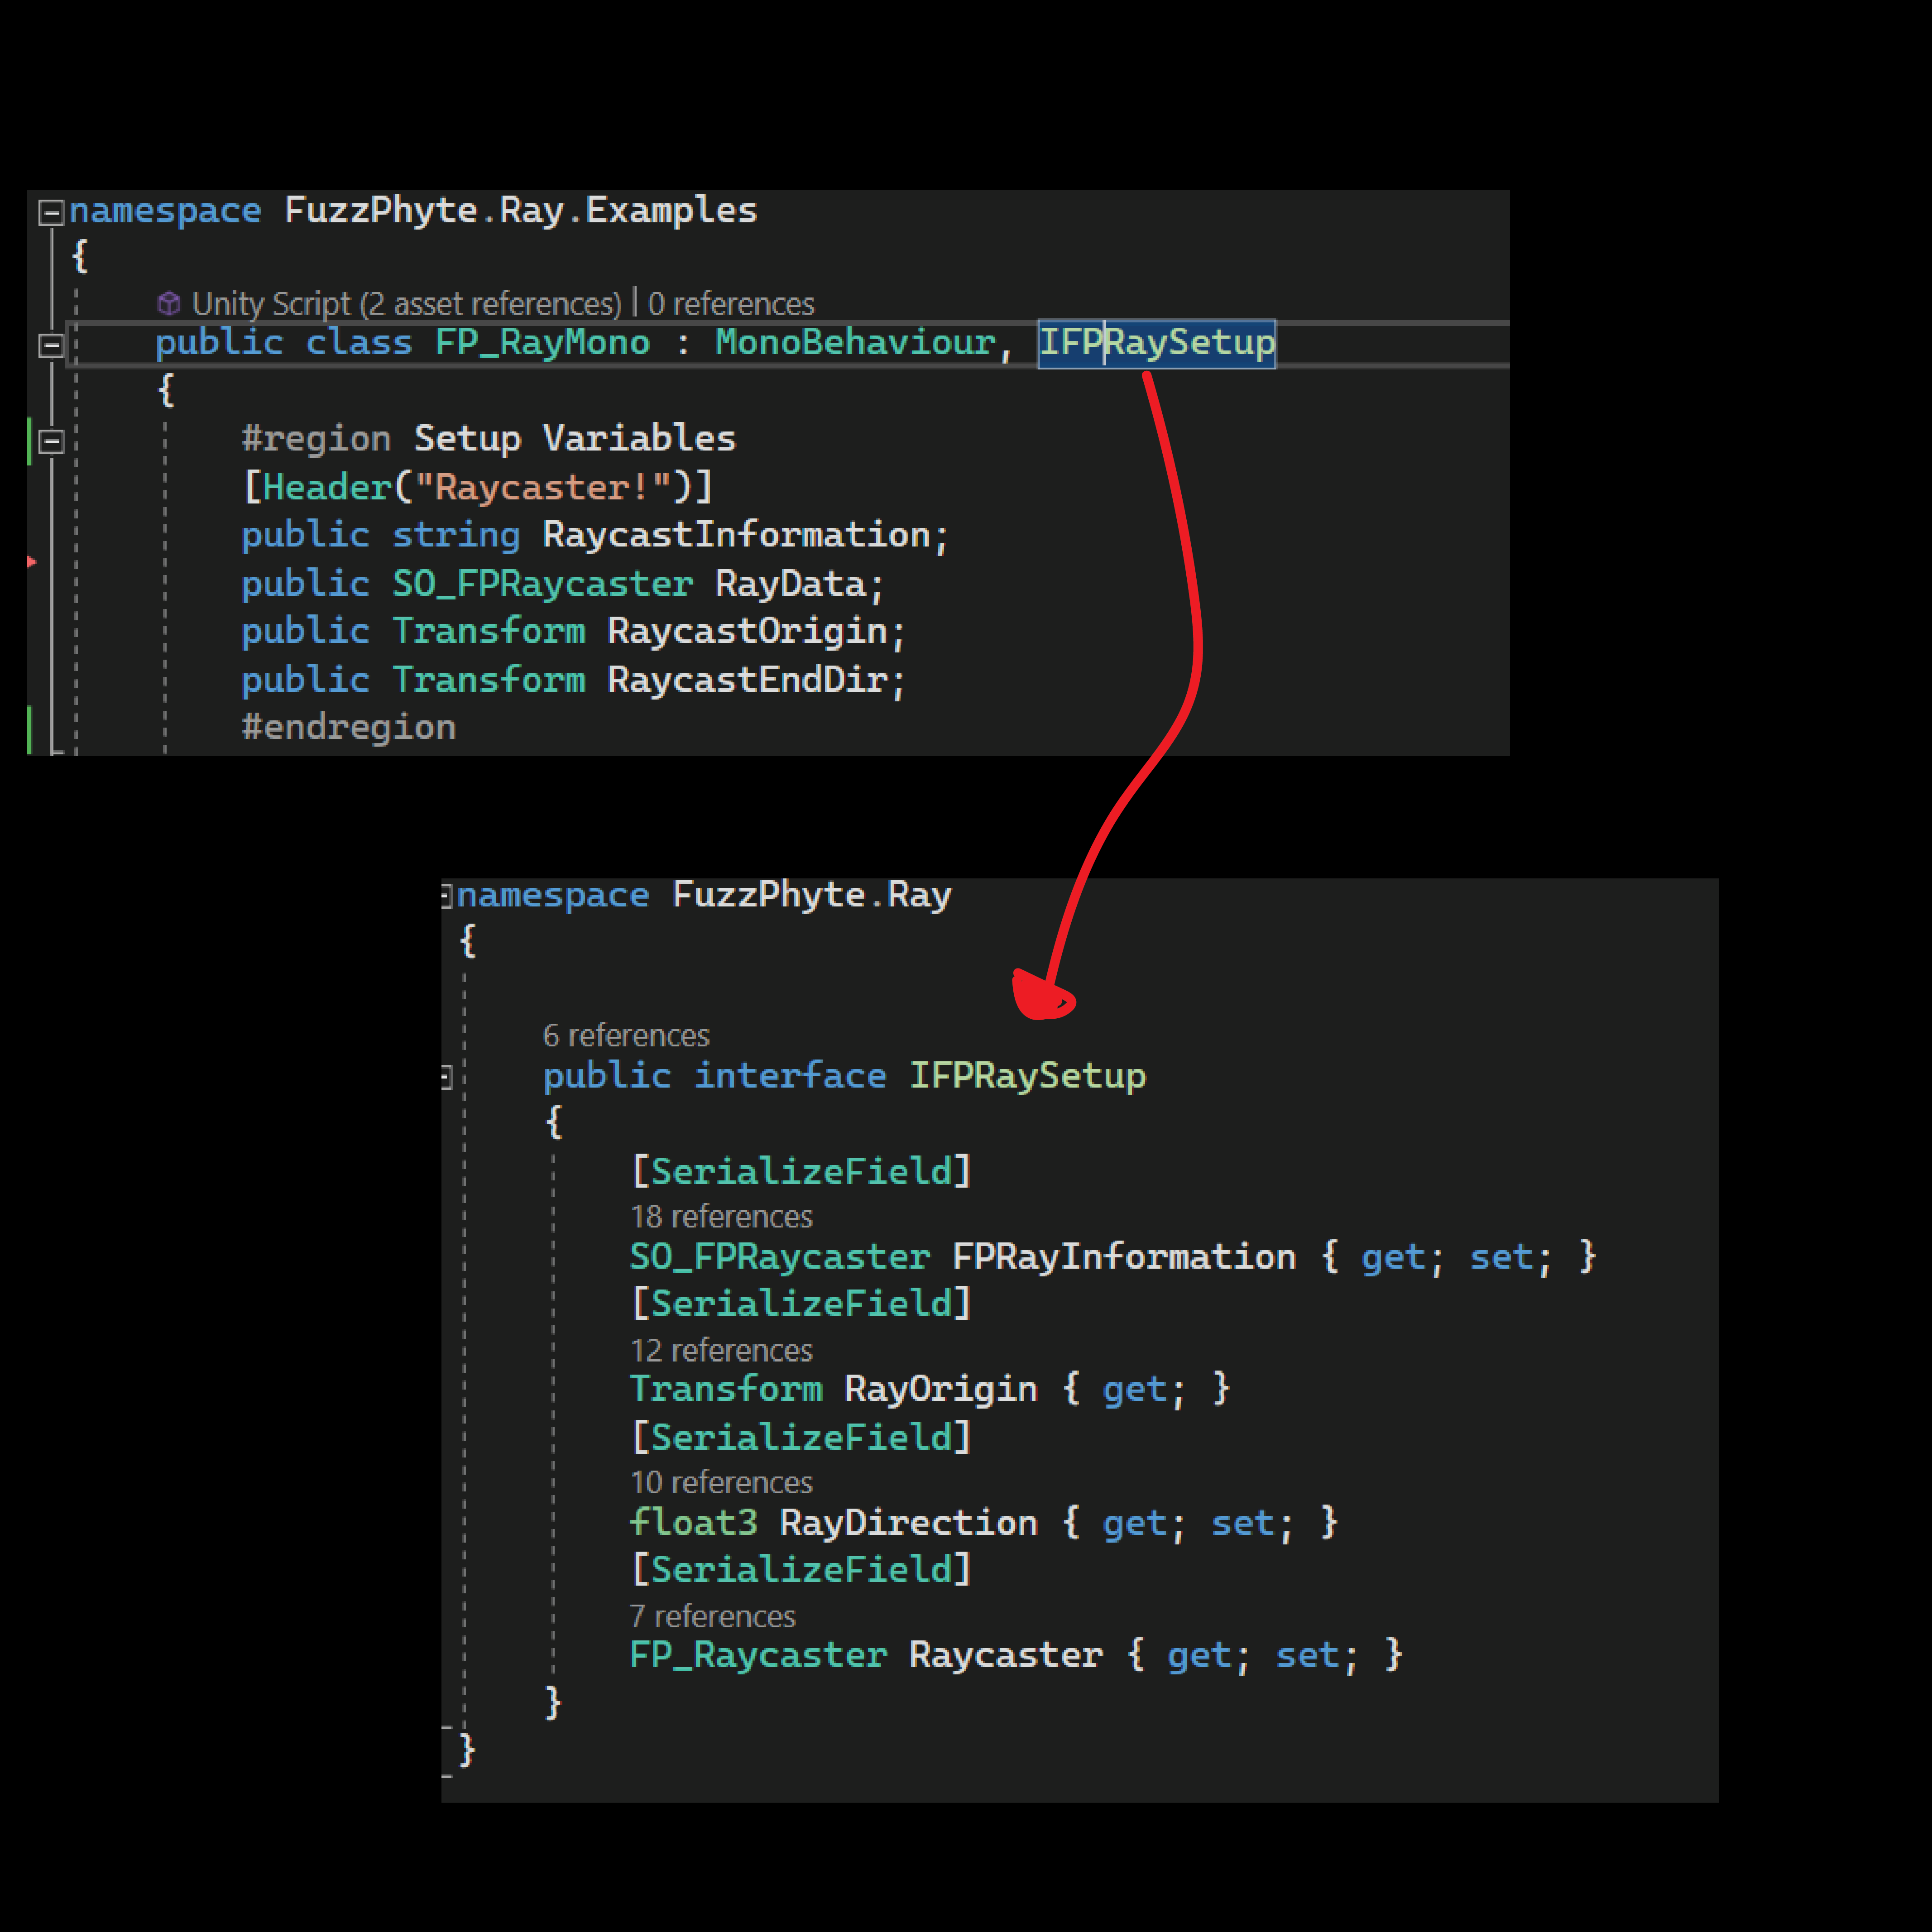 namespace FuzzPhyte.Ray.Examples
{
Unity Script (2 asset references) | 0 references
public class FP_RayMono : MonoBehaviour, IFPRaySetup
{
#region Setup Variables
[Header("Raycaster!")]
public string RaycastInformation;
public SO_FPRaycaster RayData;
public Transform RaycastOrigin;
public Transform RaycastEndDir;
#endregion
namespace FuzzPhyte.Ray
{
6 references
public interface IFPRaySetup
{
[SerializeField]
18 references
SO_FPRaycaster FPRayInformation { get; set; }
[SerializeField]
12 references
Transform RayOrigin { get; }
[SerializeField]
10 references
float3 RayDirection { get; set; }
[SerializeField]
7 references
FP_Raycaster Raycaster { get; set; }
}
}